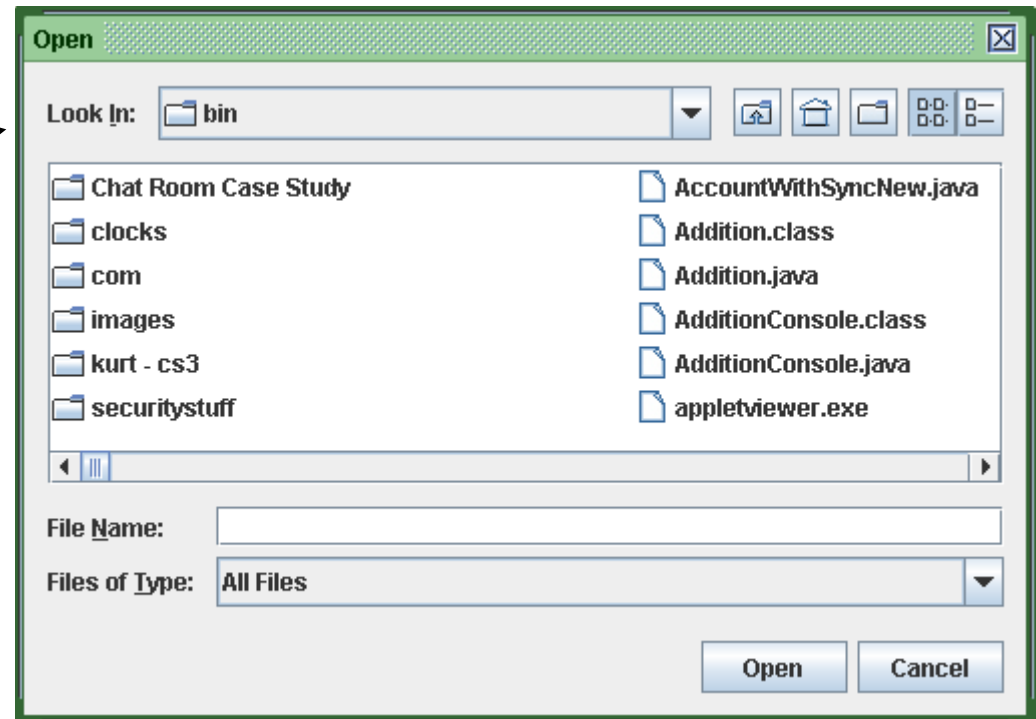 Open
Look In: bin
Chat Room Case Study
clocks
com
images
kurt - cs3
securitystuff
AccountWithSyncNew.java
Addition.class
Addition.java
AdditionConsole.class
AdditionConsole.java
appletviewer.exe
File Name:
Files of Type: All Files
Open Cancel